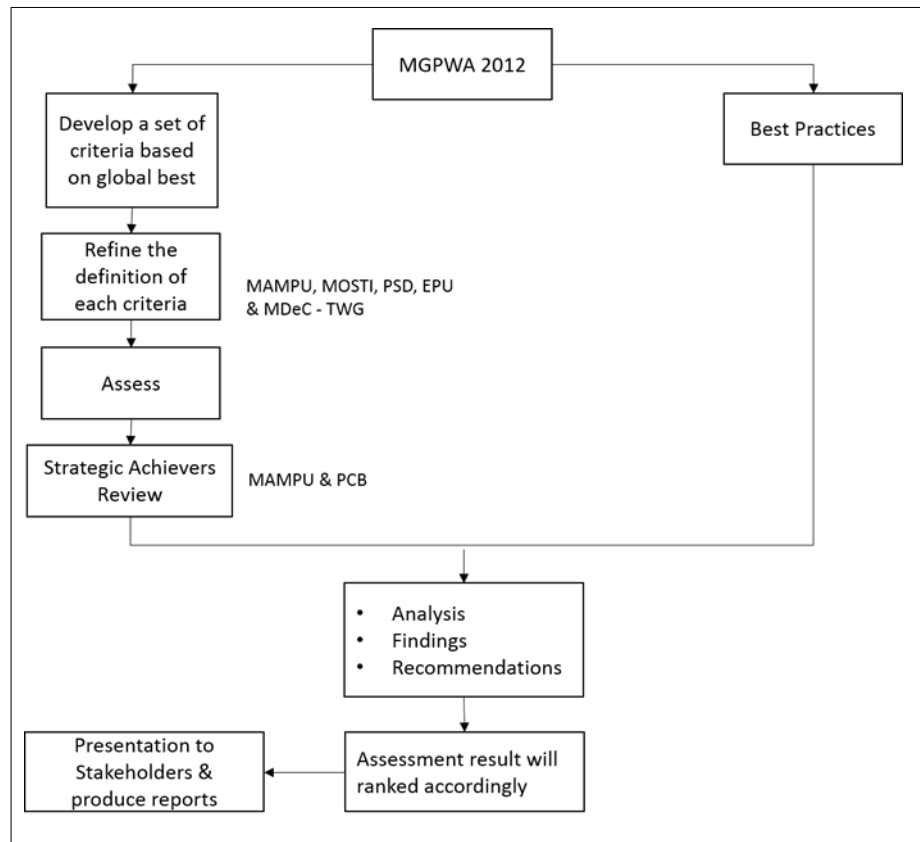 MGPWA 2012
Develop a set of
criteria based
on global best
Best Practices
Refine the
definition of
each criteria
MAMPU, MOSTI, PSD, EPU
& MDeC - TWG
Assess
Strategic Achievers
Review
MAMPU & PCB
• Analysis
• Findings
• Recommendations
Assessment result will
ranked accordingly
Presentation to
Stakeholders &
produce reports